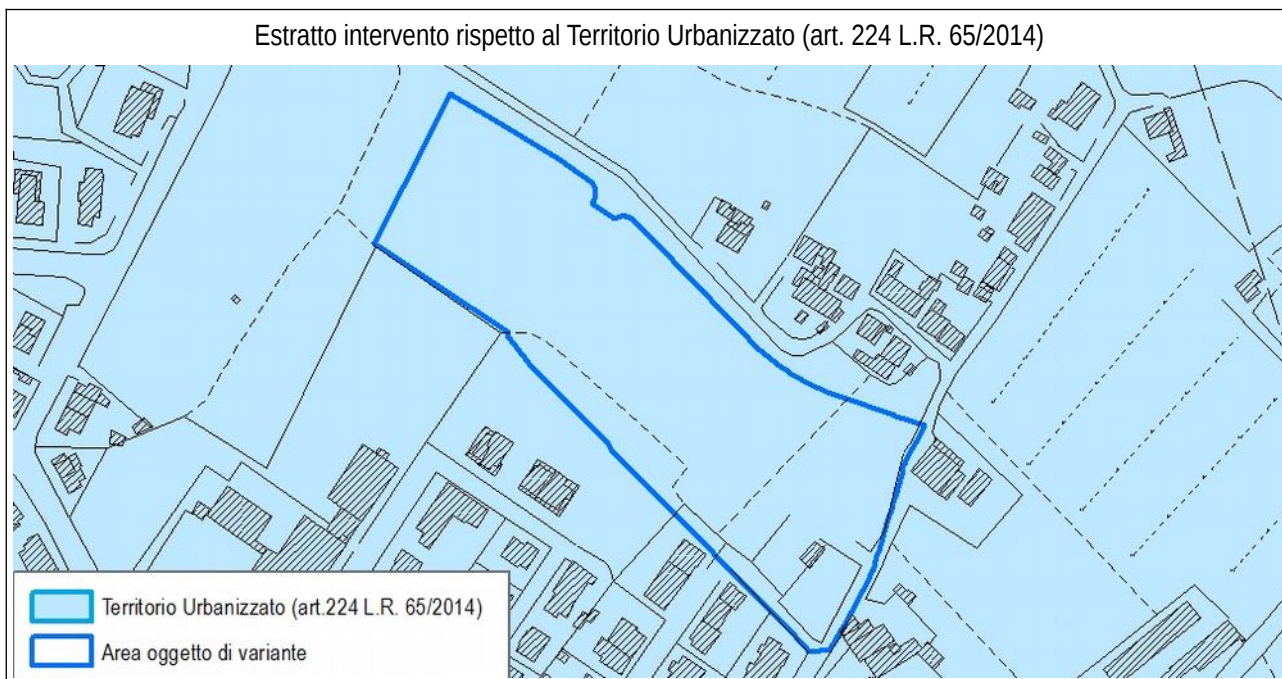 Estratto intervento rispetto al Territorio Urbanizzato (art. 224 L.R. 65/2014)
Territorio Urbanizzato (art.224 L.R. 65/2014)
Area oggetto di variante